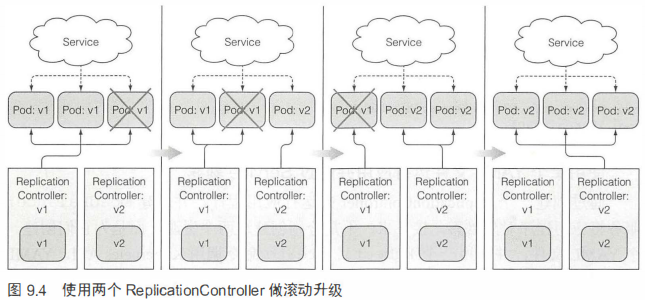 Service
Pod: v1
Pod: v1
Pod: v1
Replication
Controller:
v1
v1
Replication
Controller:
v2
v2
Service
Pod: v1
Pod: v1
Pod: v2
Replication
Controller:
v1
v1
Replication
Controller:
v2
v2
Service
Pod: v1
Pod: v2
Pod: v2
Replication
Controller:
v1
v1
Replication
Controller:
v2
v2
Service
Pod: v2
Pod: v2
Pod: v2
Replication
Controller:
v1
v1
Replication
Controller:
v2
v2
图 9.4 使用两个 ReplicationController 做滚动升级